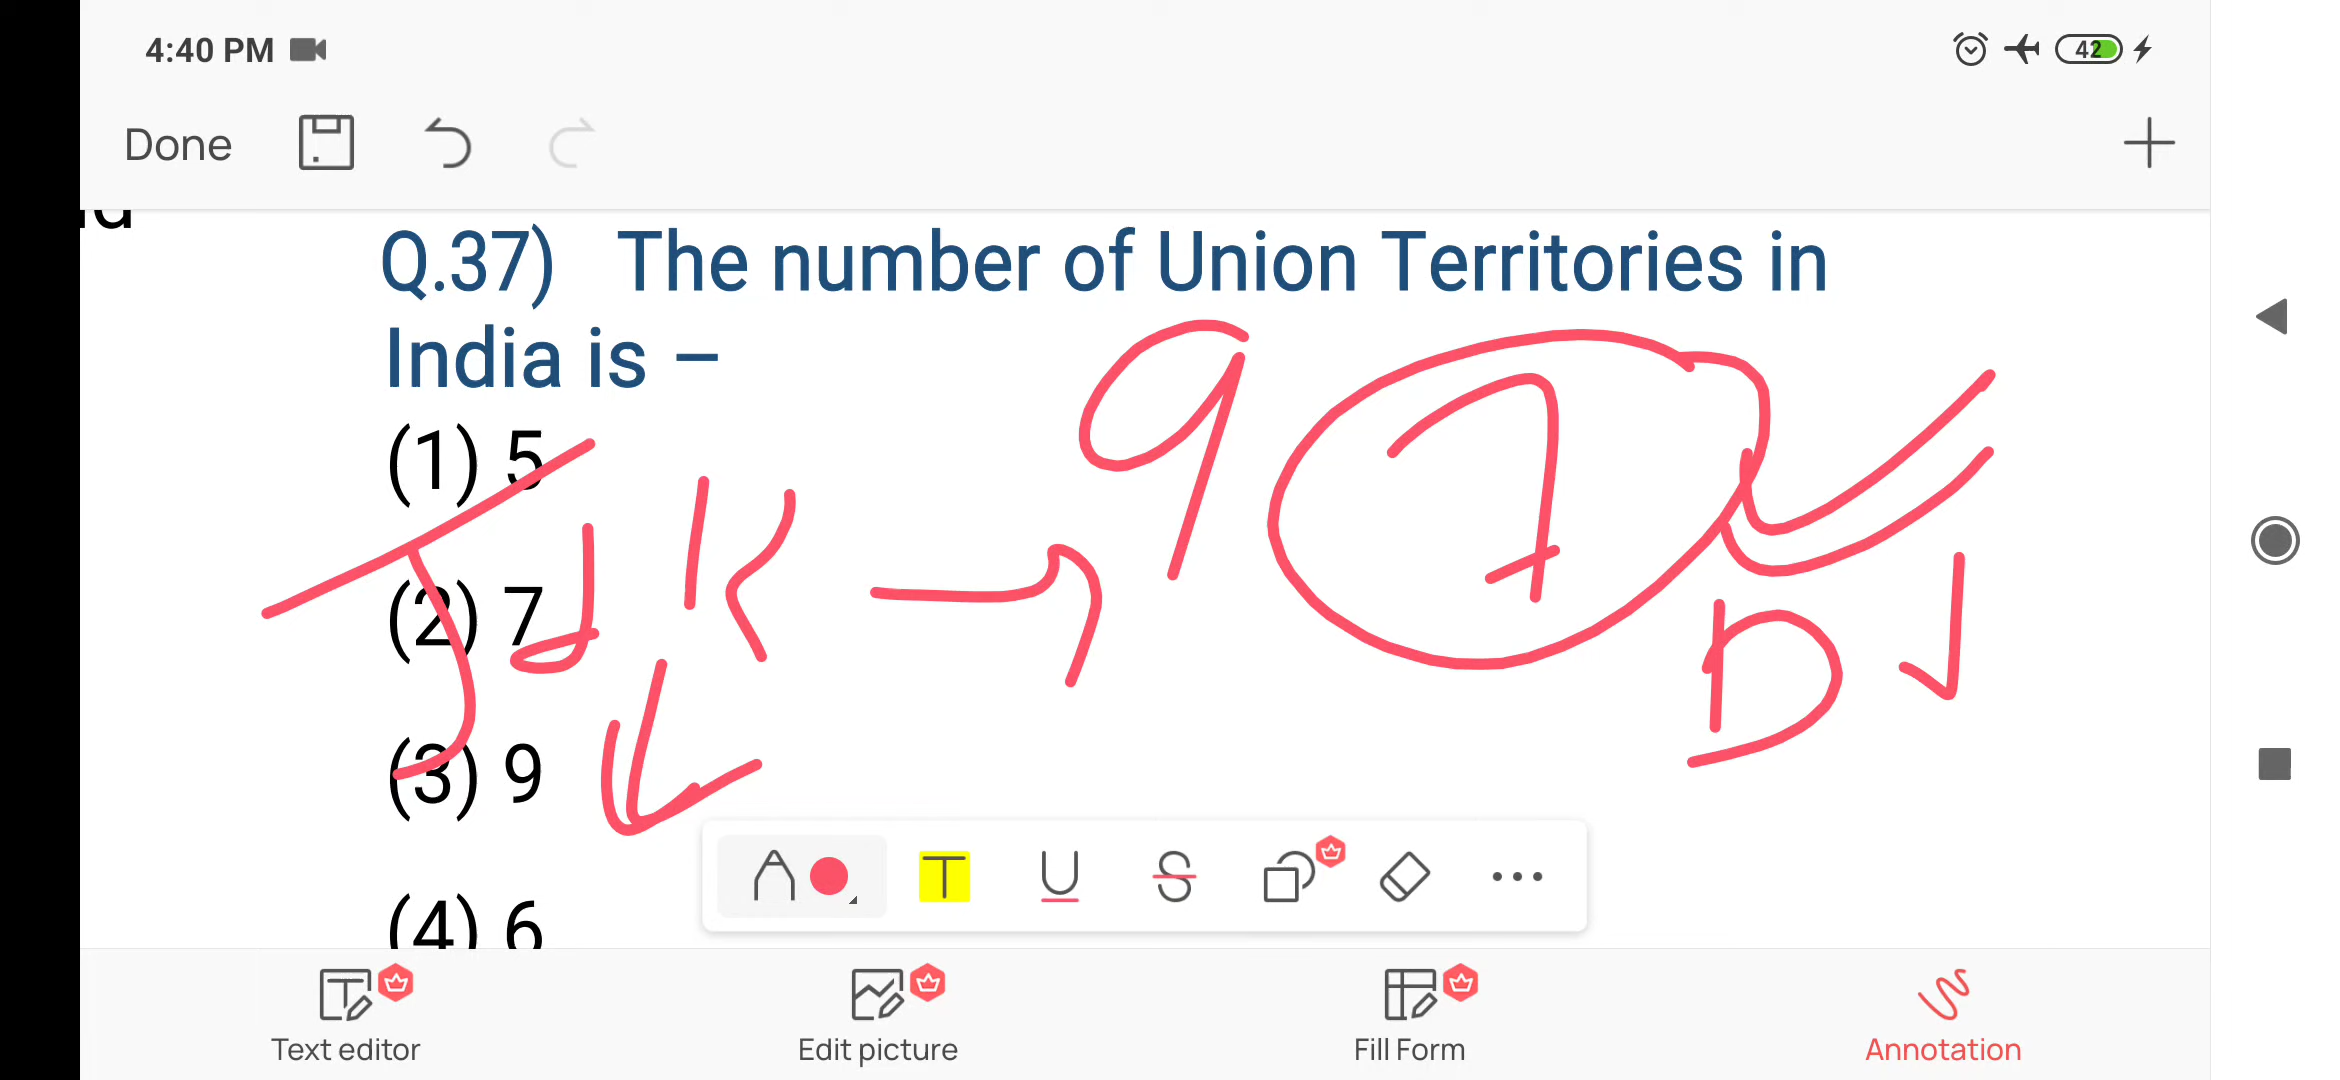 4:40 PM
42
Done
Q.37) The number of Union Territories in
India is –
9
7
(1) 5
J K
(2) 7
D J
L
(3) 9
(4) 6
T
U
S
Text editor
Edit picture
Fill Form
Annotation